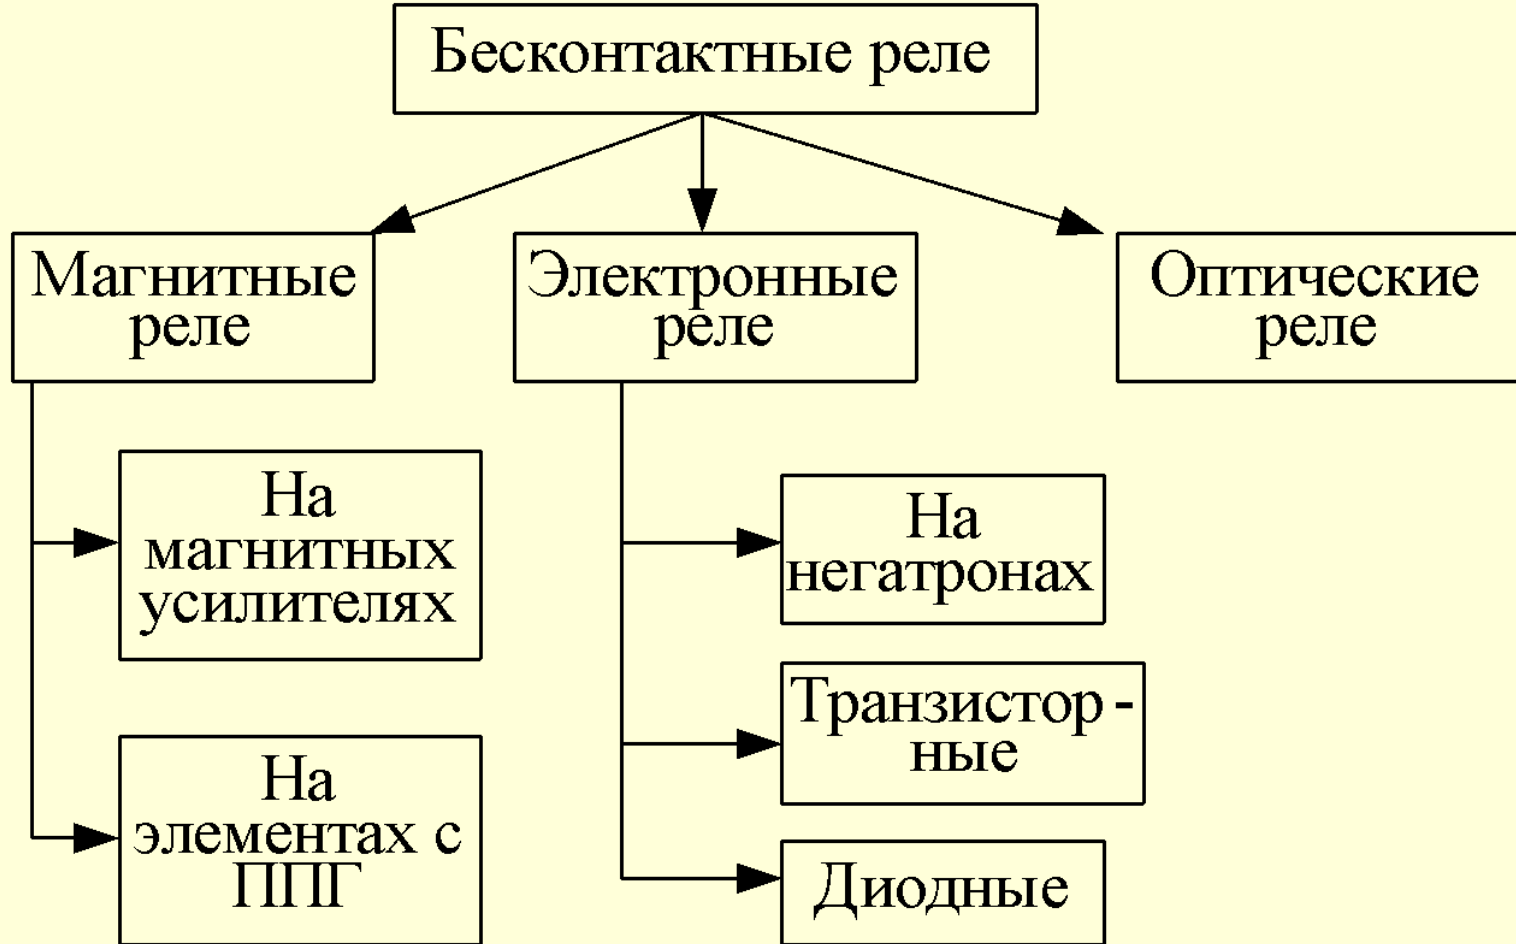 Бесконтактные реле
Магнитные
реле
Электронные
реле
Оптические
реле
На
магнитных
усилителях
На
элементах с
ППГ
На
негатронах
Транзистор -
ные
Диодные